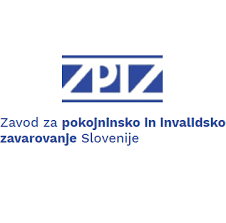 ZPIZ
Zavod za pokojninsko in invalidsko
zavarovanje Slovenije